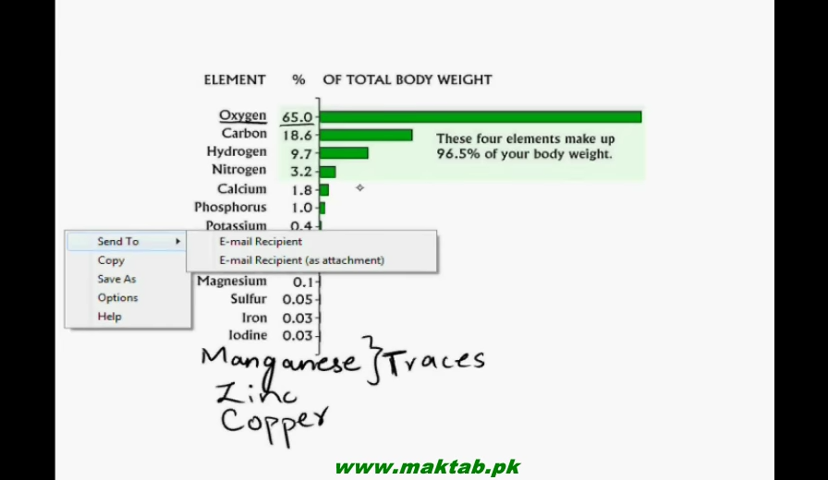 ELEMENT % OF TOTAL BODY WEIGHT
Oxygen 65.0
Carbon 18.6
Hydrogen 9.7
Nitrogen 3.2
These four elements make up
96.5% of your body weight.
Calcium 1.8
Phosphorus 1.0
Potassium 0.4
Send To
Copy
Save As
Options
Help
E-mail Recipient
E-mail Recipient (as attachment)
Magnesium 0.1
Sulfur 0.05
Iron 0.03
Iodine 0.03
Manganese } Traces
Zinc
Copper
www.maktab.pk